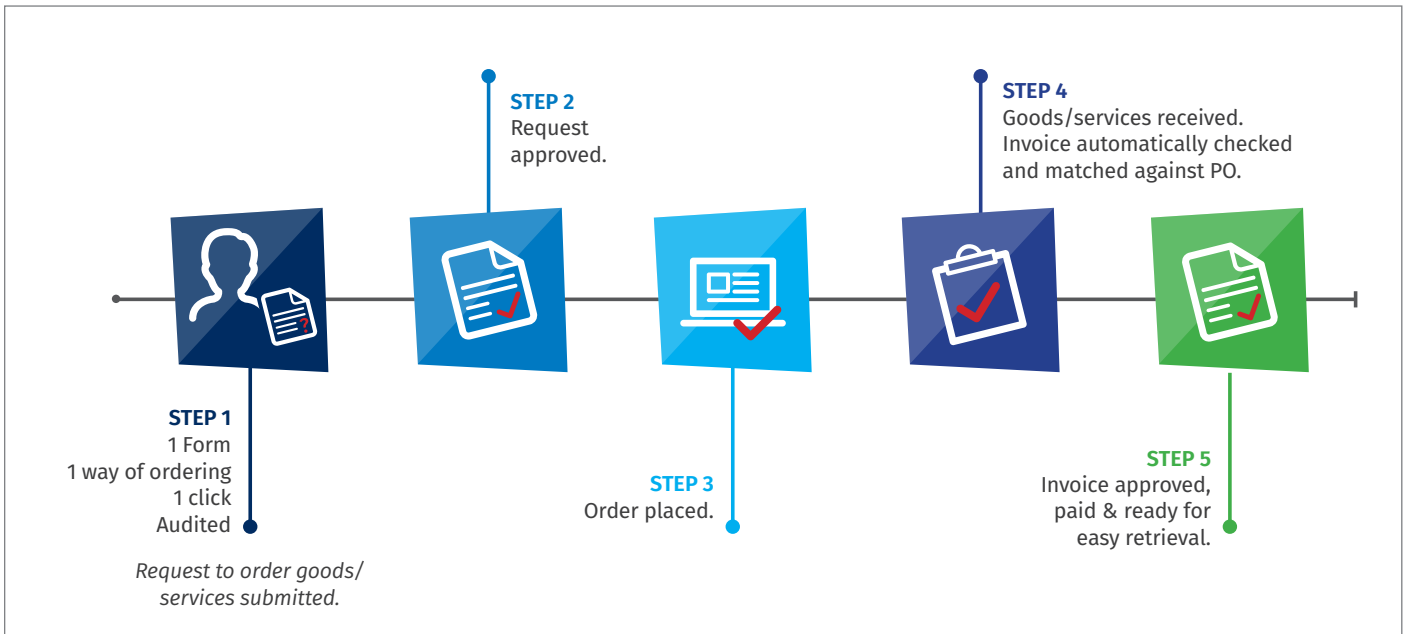 STEP 1
1 Form
1 way of ordering
1 click
Audited
Request to order goods/
services submitted.
STEP 2
Request
approved.
STEP 3
Order placed.
STEP 4
Goods/services received.
Invoice automatically checked
and matched against PO.
STEP 5
Invoice approved,
paid & ready for
easy retrieval.
?